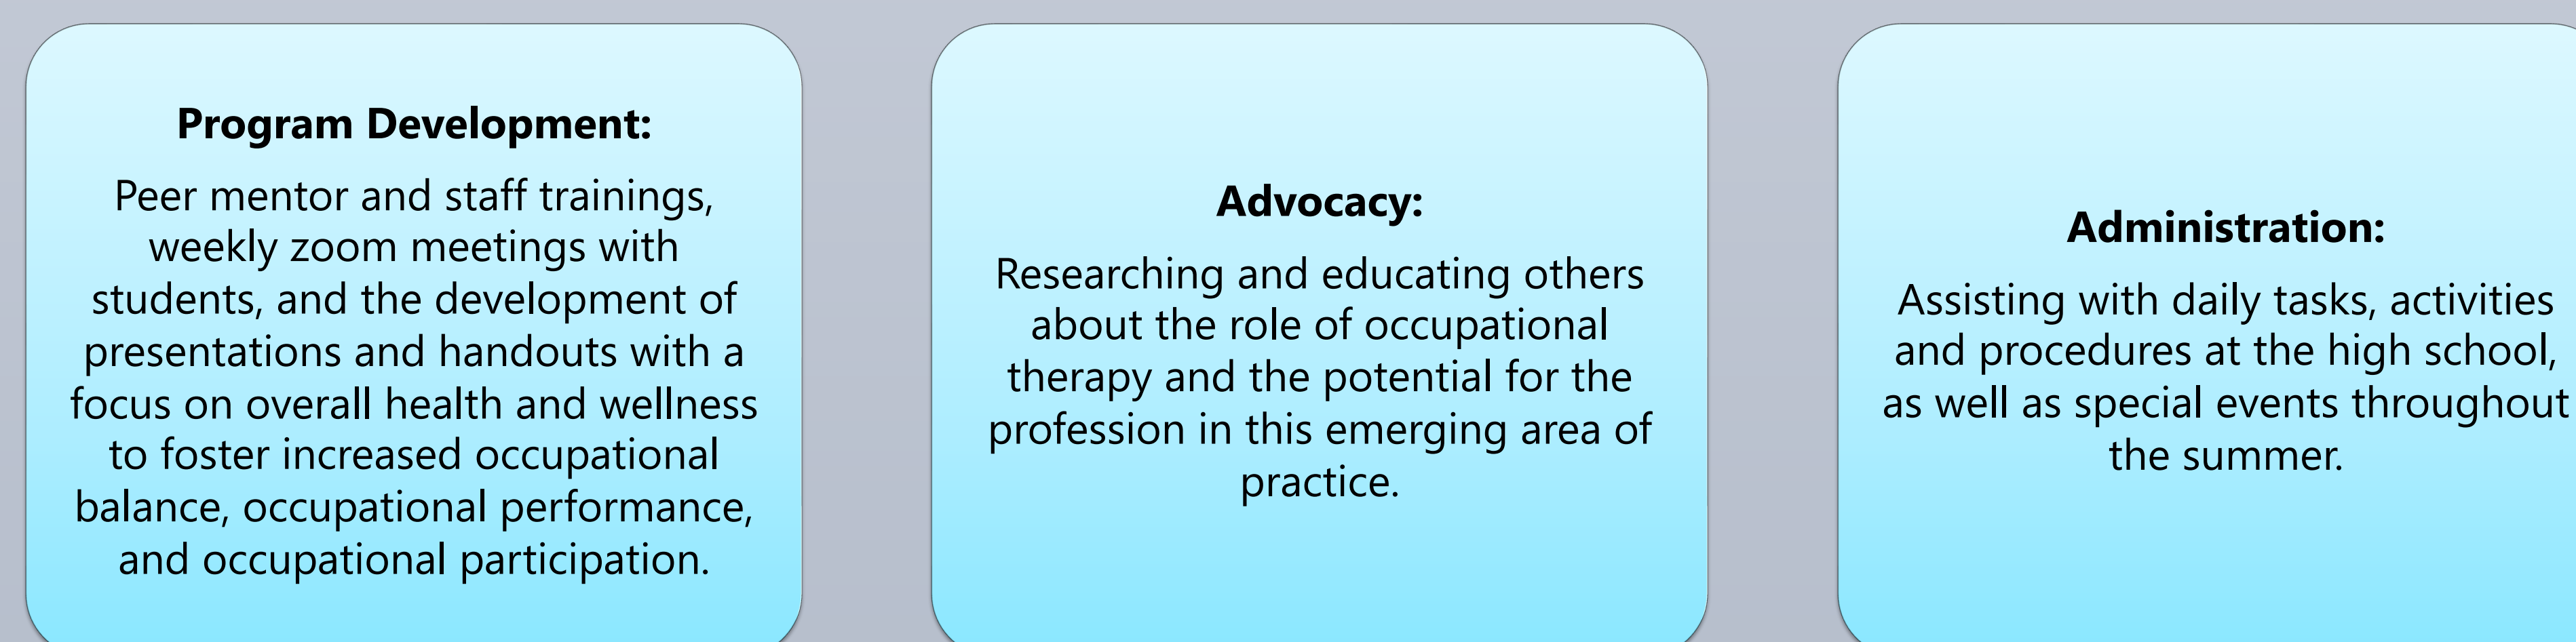 Program Development:
Peer mentor and staff trainings,
weekly zoom meetings with
students, and the development of
presentations and handouts with a
focus on overall health and wellness
to foster increased occupational
balance, occupational performance,
and occupational participation.
Advocacy:
Researching and educating others
about the role of occupational
therapy and the potential for the
profession in this emerging area of
practice.
Administration:
Assisting with daily tasks, activities
and procedures at the high school,
as well as special events throughout
the summer.